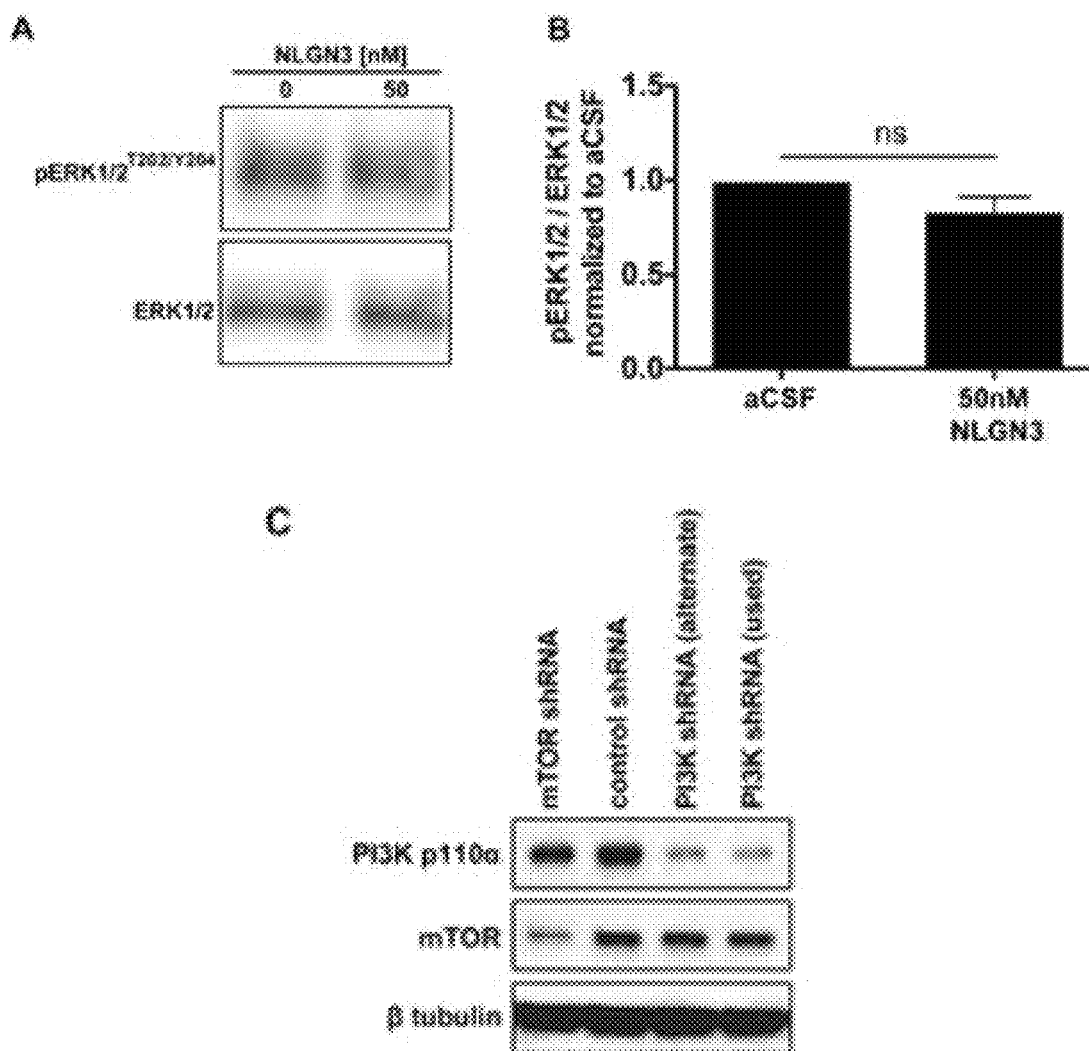 A
NLGN3 [nM]
0 50
pERK1/2 T202/Y204
ERK1/2
B
pERK1/2 / ERK1/2
normalized to aCSF
1.5
1.0
0.5
0.0
ns
aCSF
50nM
NLGN3
C
mTOR shRNA
control shRNA
PI3K shRNA (alternate)
PI3K shRNA (used)
PI3K p110α
mTOR
β tubulin